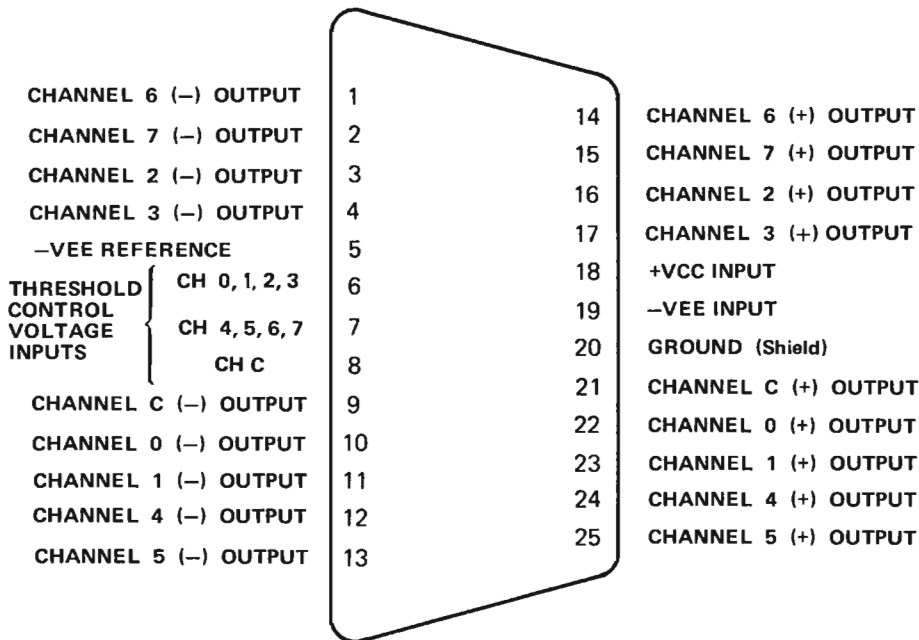 CHANNEL 6 (−) OUTPUT 1
CHANNEL 7 (−) OUTPUT 2
CHANNEL 2 (−) OUTPUT 3
CHANNEL 3 (−) OUTPUT 4
−VEE REFERENCE 5
THRESHOLD
CONTROL
VOLTAGE
INPUTS
CH 0, 1, 2, 3 6
CH 4, 5, 6, 7 7
CH C 8
CHANNEL C (−) OUTPUT 9
CHANNEL 0 (−) OUTPUT 10
CHANNEL 1 (−) OUTPUT 11
CHANNEL 4 (−) OUTPUT 12
CHANNEL 5 (−) OUTPUT 13
14 CHANNEL 6 (+) OUTPUT
15 CHANNEL 7 (+) OUTPUT
16 CHANNEL 2 (+) OUTPUT
17 CHANNEL 3 (+) OUTPUT
18 +VCC INPUT
19 −VEE INPUT
20 GROUND (Shield)
21 CHANNEL C (+) OUTPUT
22 CHANNEL 0 (+) OUTPUT
23 CHANNEL 1 (+) OUTPUT
24 CHANNEL 4 (+) OUTPUT
25 CHANNEL 5 (+) OUTPUT